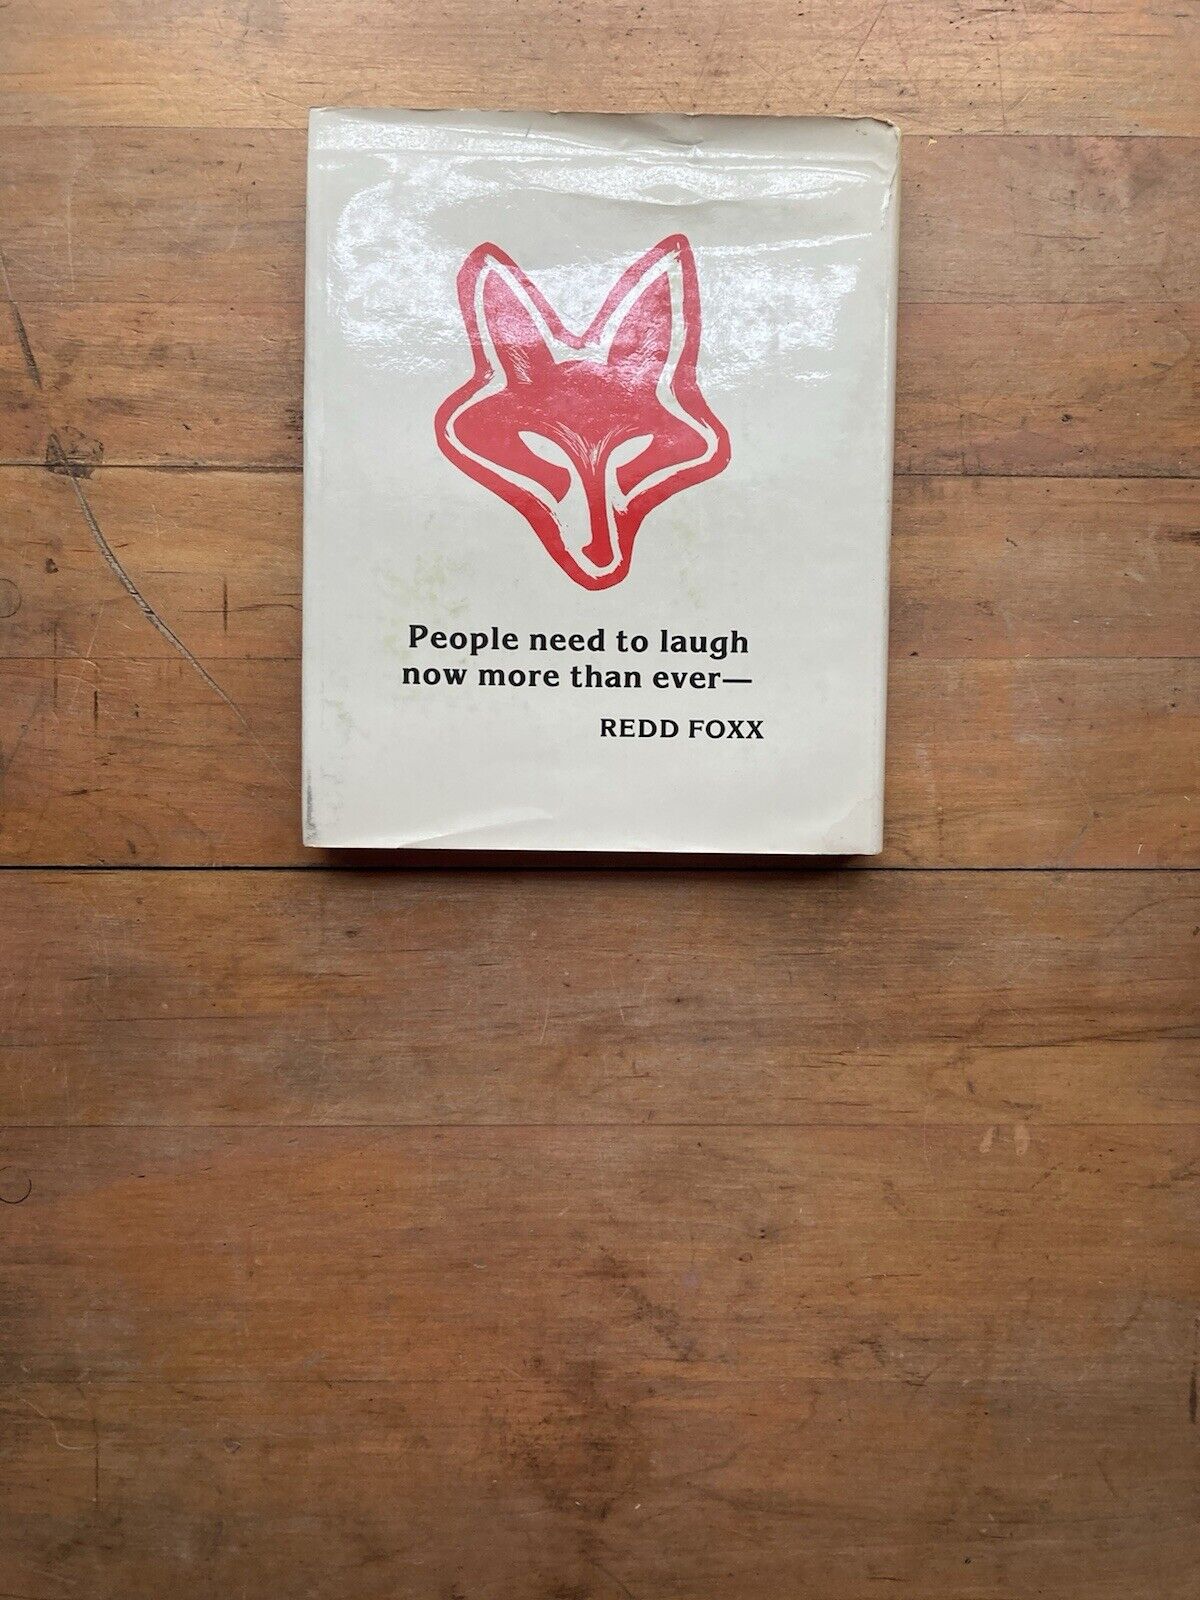 People need to laugh
now more than ever—
REDD FOXX